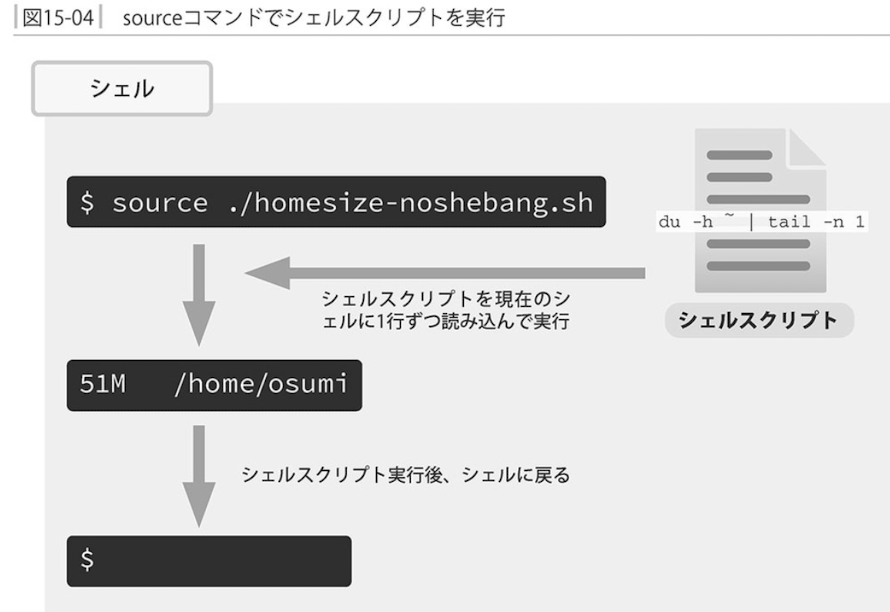 図15-04 sourceコマンドでシェルスクリプトを実行
シェル
$ source ./homesize-noshebang.sh
du -h ~ | tail -n 1
シェルスクリプトを現在のシ
ェルに1行ずつ読み込んで実行
シェルスクリプト
51M /home/osumi
シェルスクリプト実行後、シェルに戻る
$